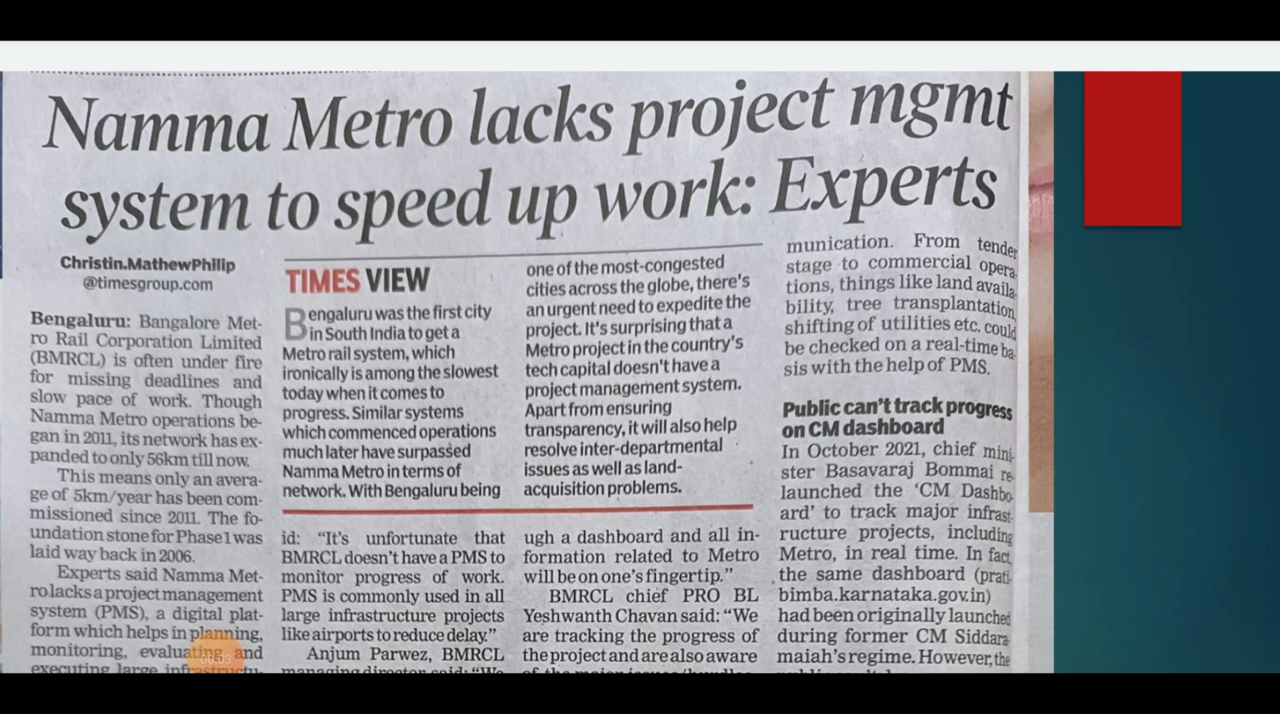 Namma Metro lacks project mgmt
system to speed up work: Experts
Christin.MathewPhilip
@timesgroup.com
Bengaluru: Bangalore Met-
ro Rail Corporation Limited
(BMRCL) is often under fire
for missing deadlines and
slow pace of work. Though
Namma Metro operations be-
gan in 2011, its network has ex-
panded to only 56km till now.
This means only an avera-
ge of 5km/year has been com-
missioned since 2011. The fo-
undation stone for Phase 1 was
laid way back in 2006.
Experts said Namma Met-
ro lacks a project management
system (PMS), a digital plat-
form which helps in planning,
monitoring, evaluating, and
executing large infrastructu-
00:03
TIMES VIEW
Bengaluru was the first city
in South India to get a
Metro rail system, which
ironically is among the slowest
today when it comes to
progress. Similar systems
which commenced operations
much later have surpassed
Namma Metro in terms of
network. With Bengaluru being
one of the most-congested
cities across the globe, there's
an urgent need to expedite the
project. It's surprising that a
Metro project in the country's
tech capital doesn't have a
project management system.
Apart from ensuring
transparency, it will also help
resolve inter-departmental
issues as well as land-
acquisition problems.
id: “It's unfortunate that
BMRCL doesn't have a PMS to
monitor progress of work.
PMS is commonly used in all
large infrastructure projects
like airports to reduce delay.”
Anjum Parwez, BMRCL
managing director said: “We
ugh a dashboard and all in-
formation related to Metro
will be on one's fingertip.”
BMRCL chief PRO BL
Yeshwanth Chavan said: “We
are tracking the progress of
the project and are also aware
of the major issues
munication. From tender
stage to commercial opera-
tions, things like land availa-
bility, tree transplantation,
shifting of utilities etc. could
be checked on a real-time ba-
sis with the help of PMS.
Public can't track progress
on CM dashboard
In October 2021, chief mini-
ster Basavaraj Bommai re-
launched the ‘CM Dashbo-
ard’ to track major infrast-
ructure projects, including
Metro, in real time. In fact,
the same dashboard (prati-
bimba.karnataka.gov.in)
had been originally launched
during former CM Siddara-
maiah's regime. However, the